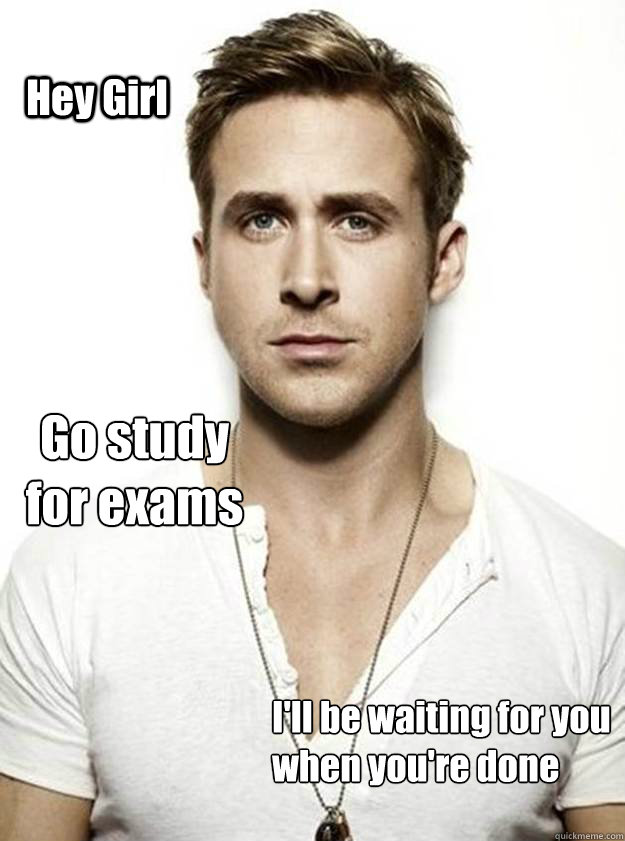 Hey Girl
Go study
for exams
I'll be waiting for you
when you're done
quickmeme.com